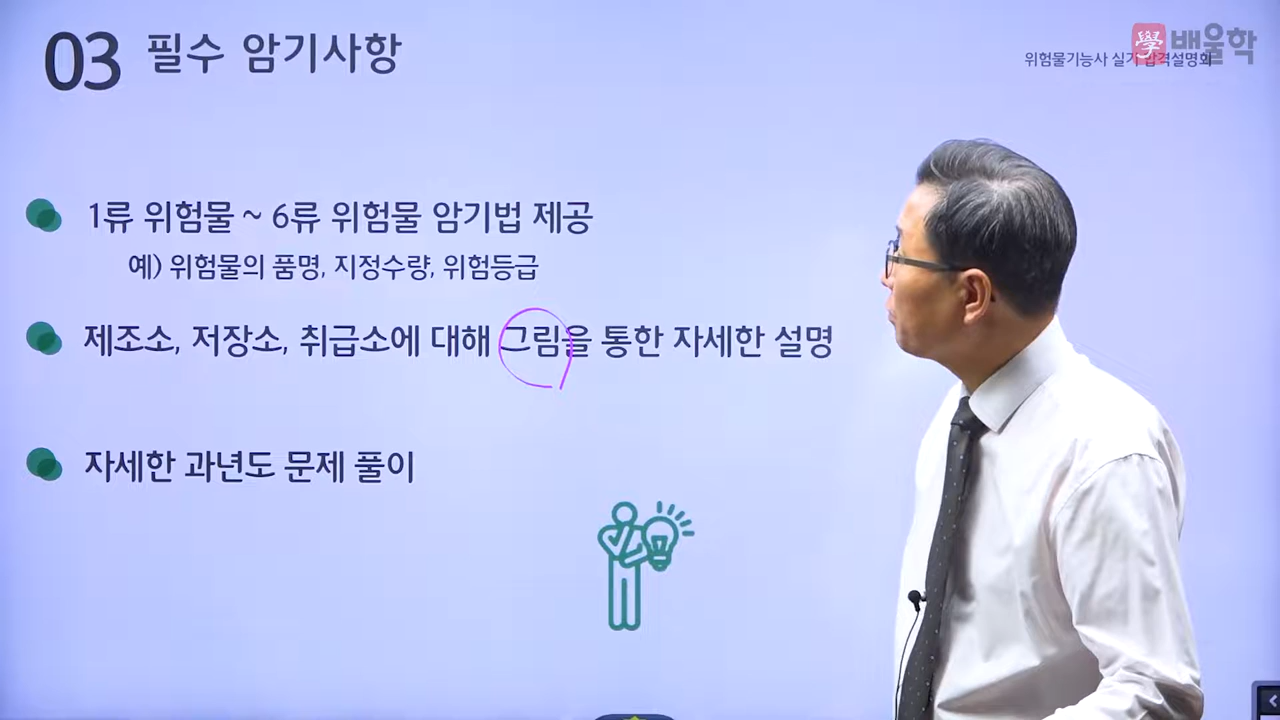 03 필수 암기사항
學 배울학
위험물기능사 실기 합격설명회
1류 위험물 ~ 6류 위험물 암기법 제공
예) 위험물의 품명, 지정수량, 위험등급
제조소, 저장소, 취급소에 대해 그림을 통한 자세한 설명
자세한 과년도 문제 풀이